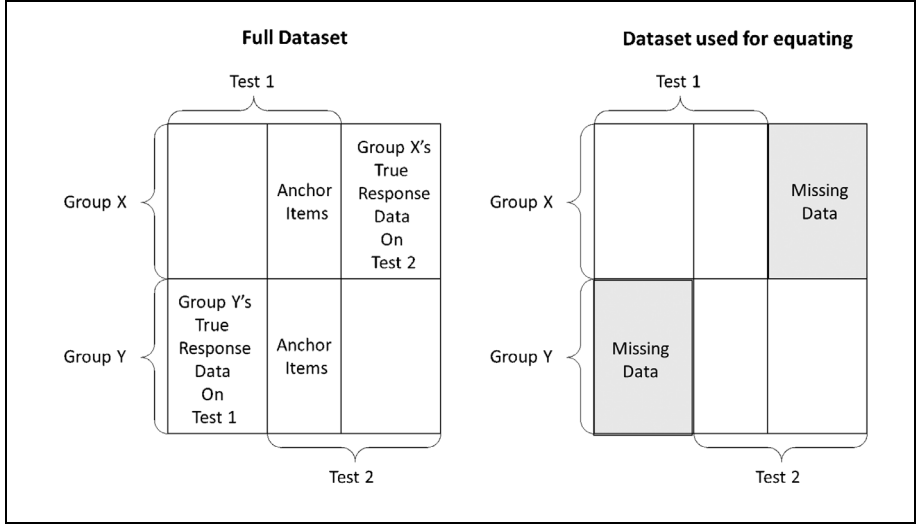 Full Dataset
Dataset used for equating
Test 1
Test 1
Group X
Anchor
Items
Group X's
True
Response
Data
On
Test 2
Group X
Missing
Data
Group Y
Group Y's
True
Response
Data
On
Test 1
Anchor
Items
Group Y
Missing
Data
Test 2
Test 2